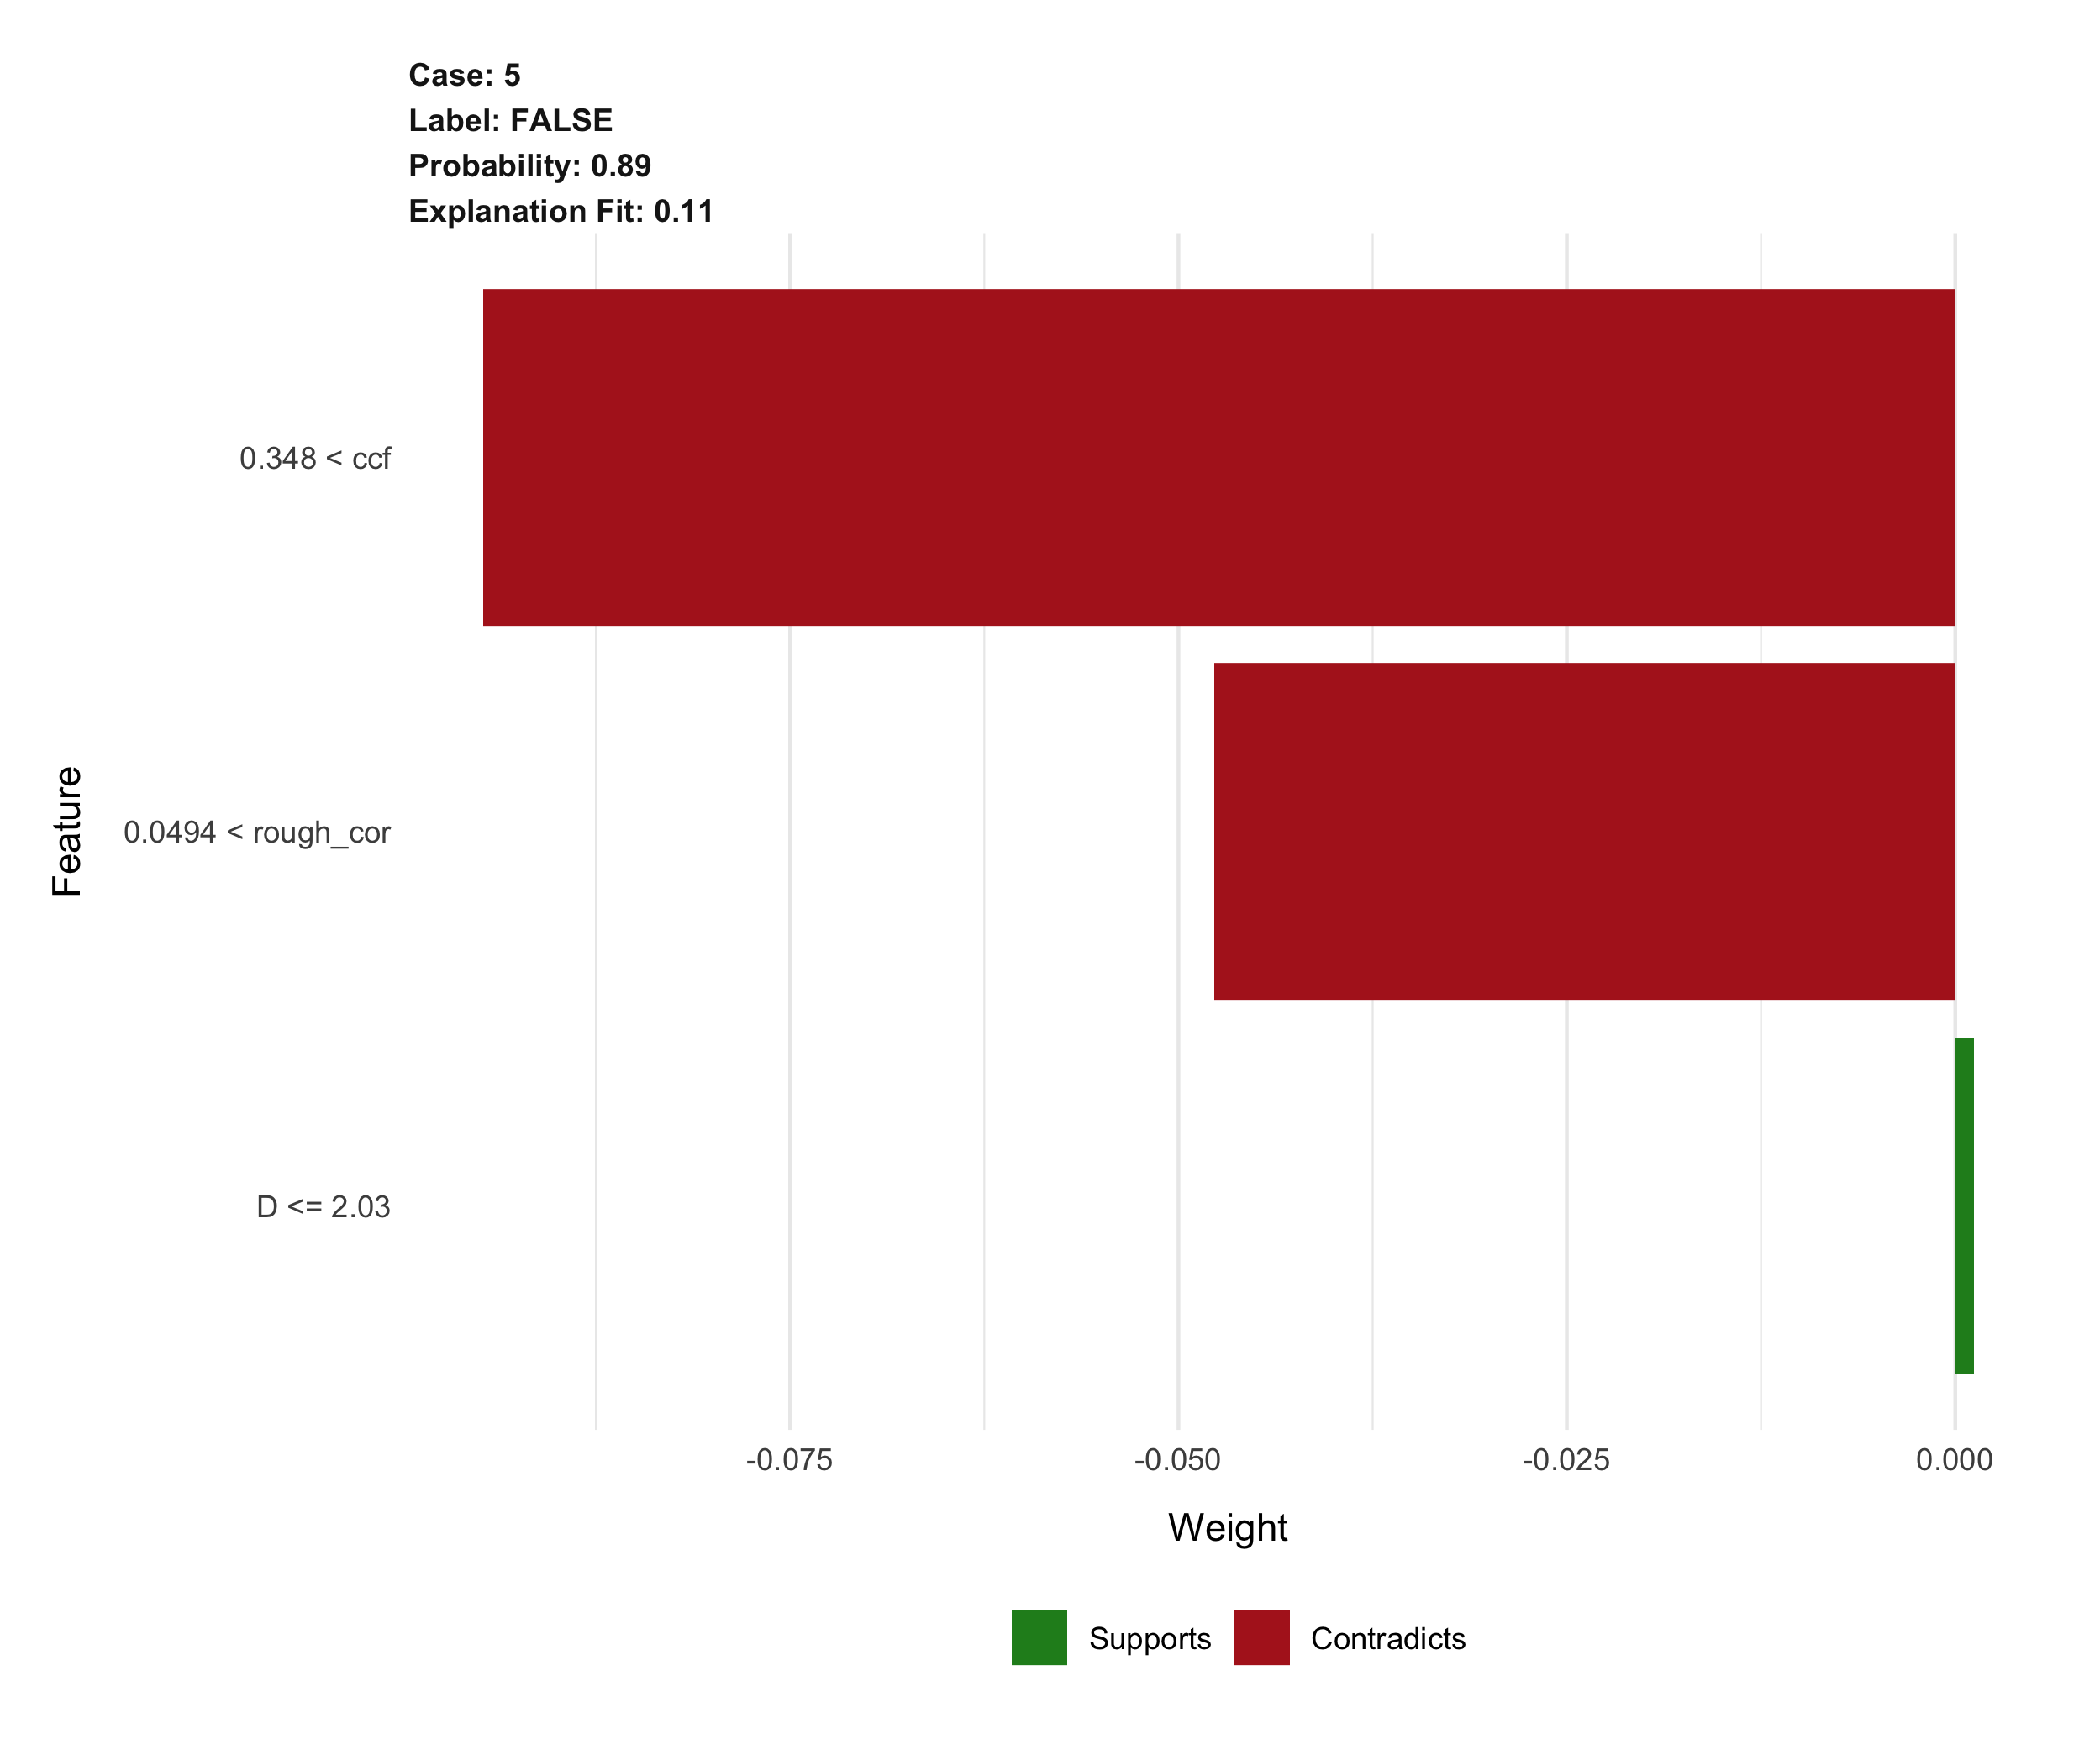 Case: 5
Label: FALSE
Probability: 0.89
Explanation Fit: 0.11
0.348 < ccf
0.0494 < rough_cor
D <= 2.03
Feature
-0.075 -0.050 -0.025 0.000
Weight
Supports Contradicts